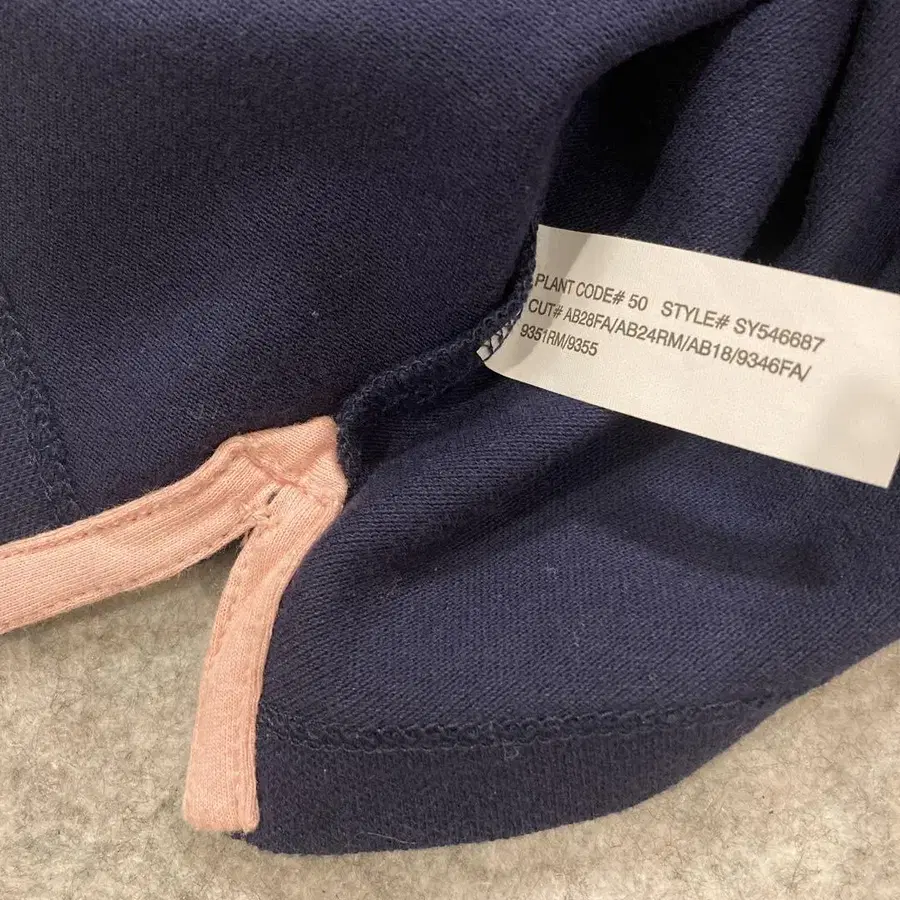 PLANT CODE# 50 STYLE# SY546687
CUT# AB28FA/AB24RM/AB18/9346FA/
9351RM/9355